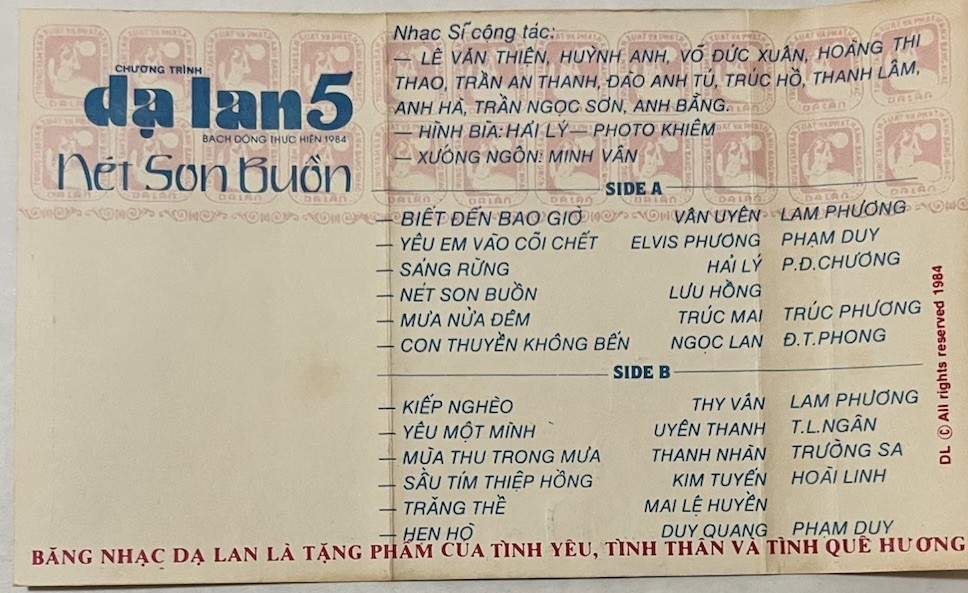 CHƯƠNG TRÌNH
dạ lan 5
BẠCH ĐÔNG THỰC HIỆN 1984
Nét Son Buồn
Nhạc Sĩ cộng tác:
— LÊ VĂN THIỆN, HUỲNH ANH, VÕ ĐỨC XUÂN, HOÀNG THI
THAO, TRẦN AN THANH, ĐÀO ANH TÚ, TRÚC HỒ, THANH LÂM,
ANH HÀ, TRẦN NGỌC SƠN, ANH BẰNG.
— HÌNH BÌA: HẢI LÝ — PHOTO KHIÊM
— XƯỚNG NGÔN: MINH VÂN
SIDE A
— BIẾT ĐẾN BAO GIỜ VÂN UYÊN LAM PHƯƠNG
— YÊU EM VÀO CÕI CHẾT ELVIS PHƯƠNG PHẠM DUY
— SÁNG RỪNG HẢI LÝ P.Đ.CHƯƠNG
— NÉT SON BUỒN LƯU HỒNG
— MƯA NỬA ĐÊM TRÚC MAI TRÚC PHƯƠNG
— CON THUYỀN KHÔNG BẾN NGỌC LAN Đ.T.PHONG
SIDE B
— KIẾP NGHÈO THY VÂN LAM PHƯƠNG
— YÊU MỘT MÌNH UYÊN THANH T.L.NGÂN
— MÙA THU TRONG MƯA THANH NHÀN TRƯỜNG SA
— SẦU TÍM THIỆP HỒNG KIM TUYẾN HOÀI LINH
— TRĂNG THỀ MAI LỆ HUYỀN
— HẸN HÒ DUY QUANG PHẠM DUY
BĂNG NHẠC DẠ LAN LÀ TẶNG PHẨM CỦA TÌNH YÊU, TÌNH THÂN VÀ TÌNH QUÊ HƯƠNG
DL © All rights reserved 1984